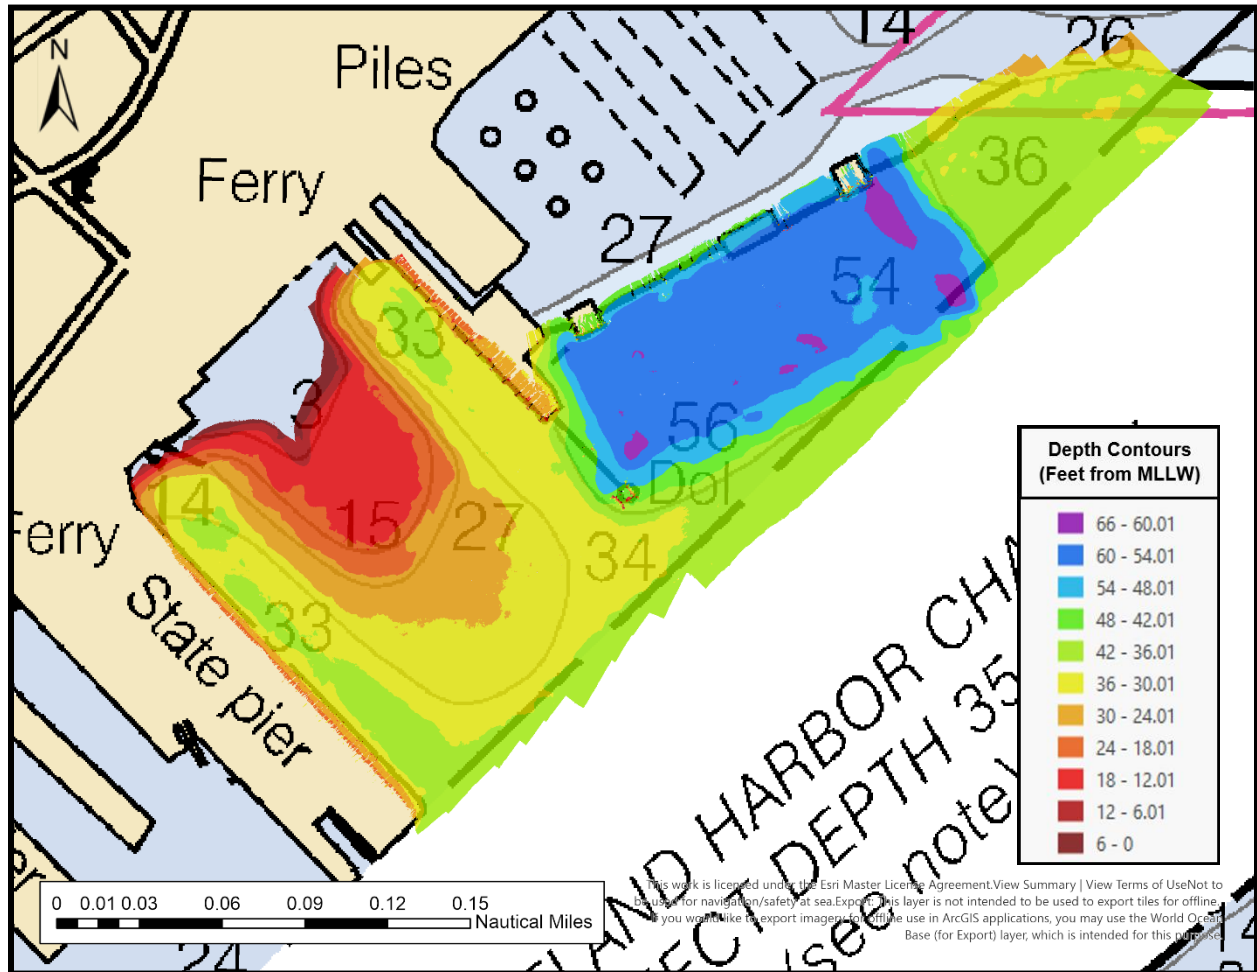 14
26
N
Piles
36
Ferry
27
54
33
3
56
Dol
14
15
27
34
Ferry
33
State pier
Depth Contours
(Feet from MLLW)
66 - 60.01
60 - 54.01
54 - 48.01
48 - 42.01
42 - 36.01
36 - 30.01
30 - 24.01
24 - 18.01
18 - 12.01
12 - 6.01
6 - 0
HARBOR
DEPTH 35
(see note)
0 0.01 0.03 0.06 0.09 0.12 0.15
Nautical Miles
24
This work is licensed under the Esri Master License Agreement.View Summary | View Terms of UseNot to
be used for navigation/safety at sea.Export: This layer is not intended to be used to export tiles for offline.
If you would like to export imagery for offline use in ArcGIS applications, you may use the World Ocean
Base (for Export) layer, which is intended for this purpose.